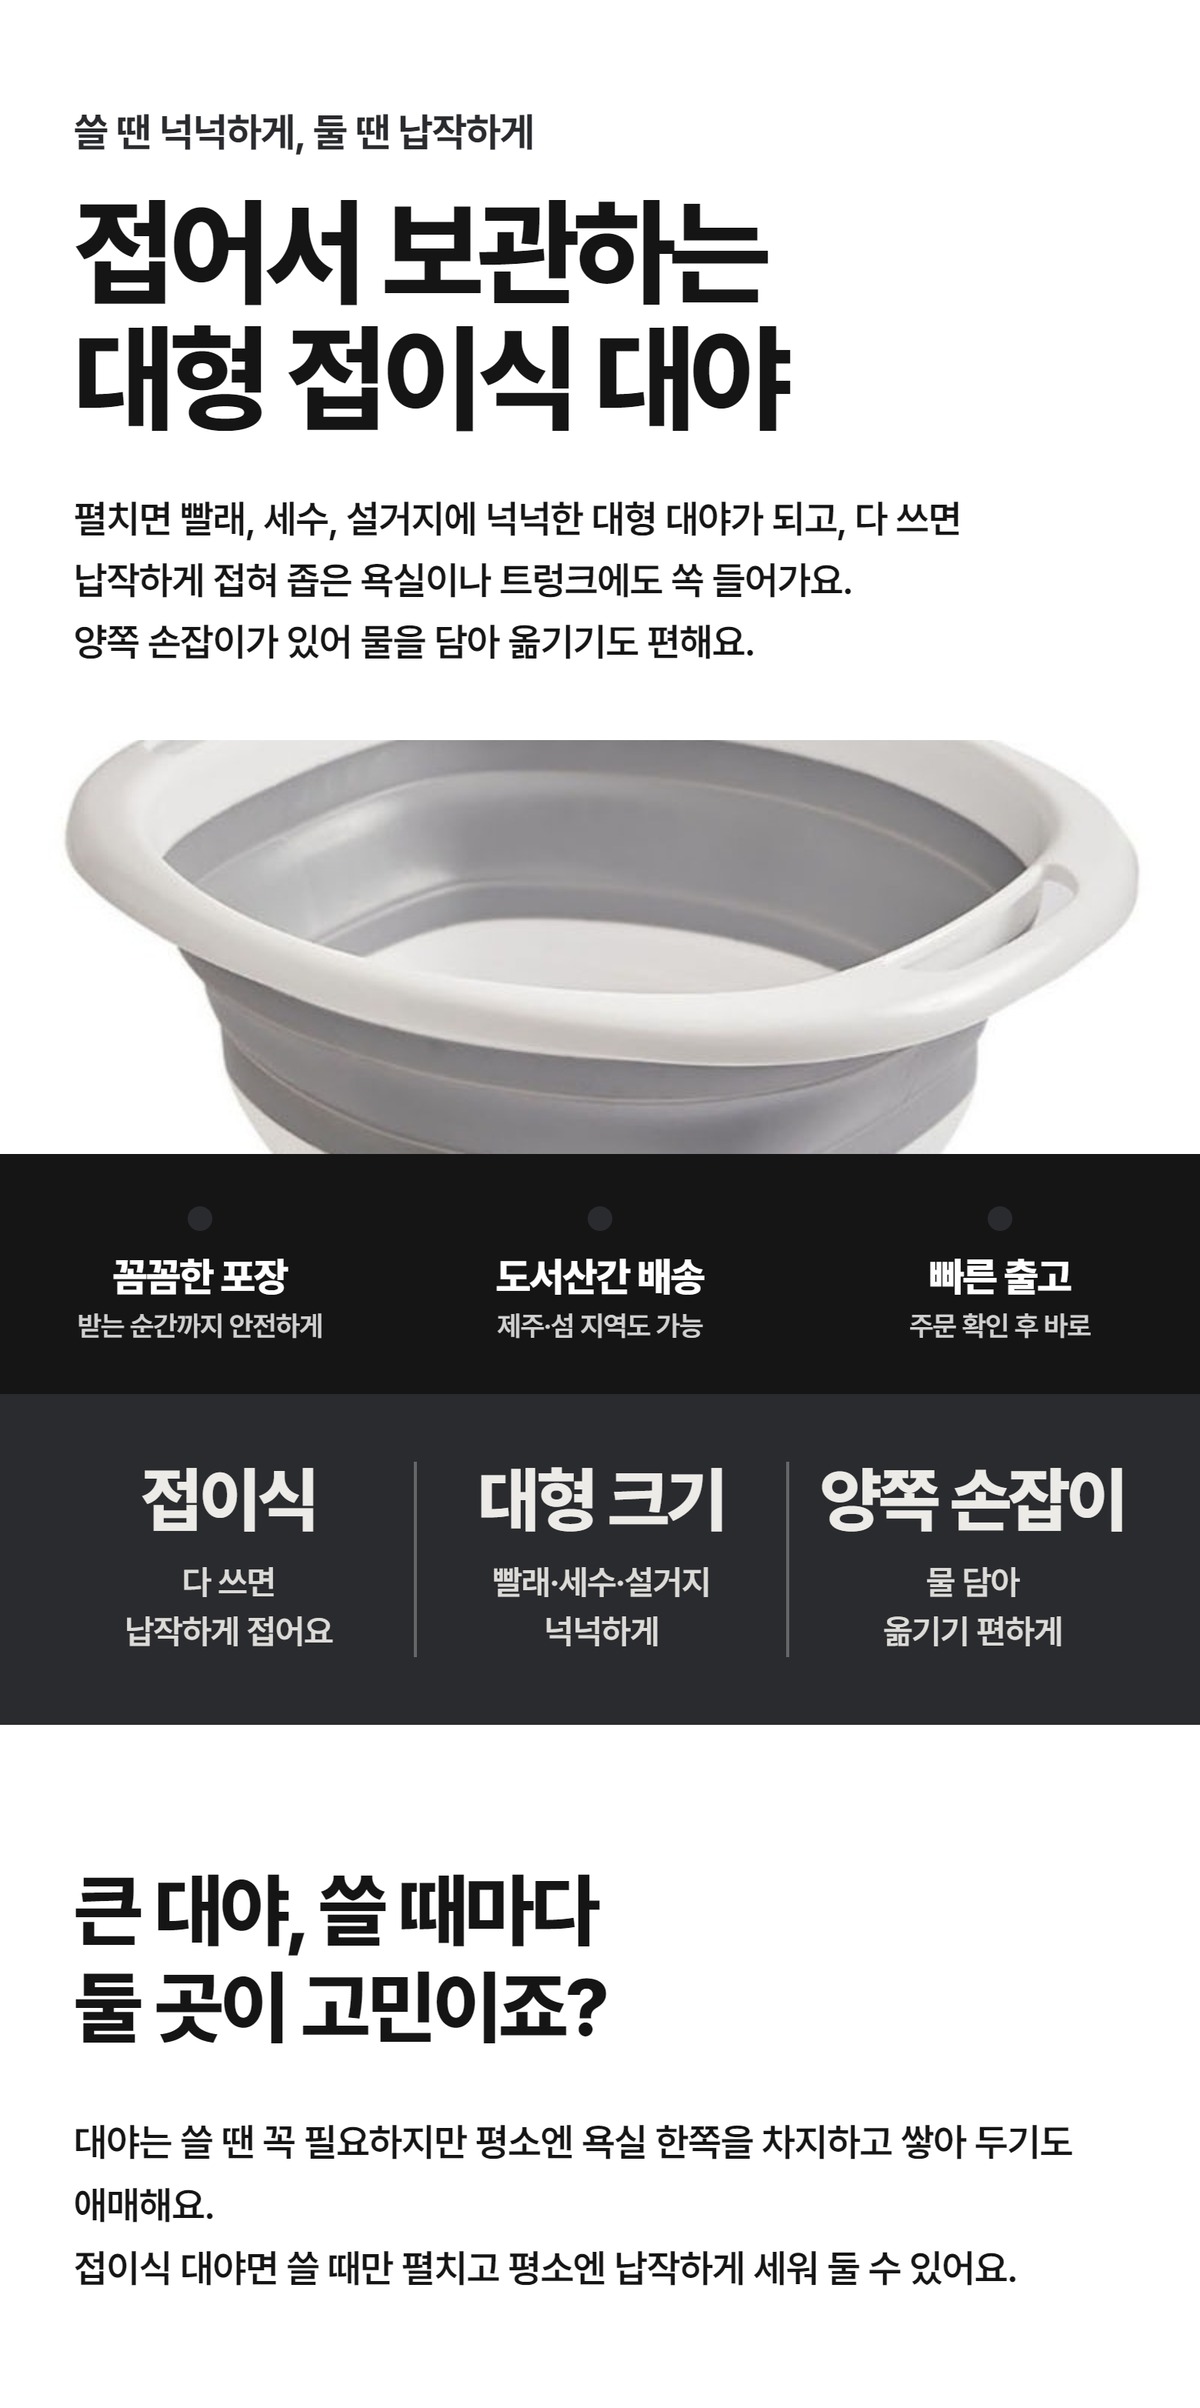 쓸 땐 넉넉하게, 둘 땐 납작하게
접어서 보관하는
대형 접이식 대야
펼치면 빨래, 세수, 설거지에 넉넉한 대형 대야가 되고, 다 쓰면
납작하게 접혀 좁은 욕실이나 트렁크에도 쏙 들어가요.
양쪽 손잡이가 있어 물을 담아 옮기기도 편해요.
꼼꼼한 포장
받는 순간까지 안전하게
도서산간 배송
제주·섬 지역도 가능
빠른 출고
주문 확인 후 바로
접이식
다 쓰면
납작하게 접어요
대형 크기
빨래·세수·설거지
넉넉하게
양쪽 손잡이
물 담아
옮기기 편하게
큰 대야, 쓸 때마다
둘 곳이 고민이죠?
대야는 쓸 땐 꼭 필요하지만 평소엔 욕실 한쪽을 차지하고 쌓아 두기도
애매해요.
접이식 대야면 쓸 때만 펼치고 평소엔 납작하게 세워 둘 수 있어요.